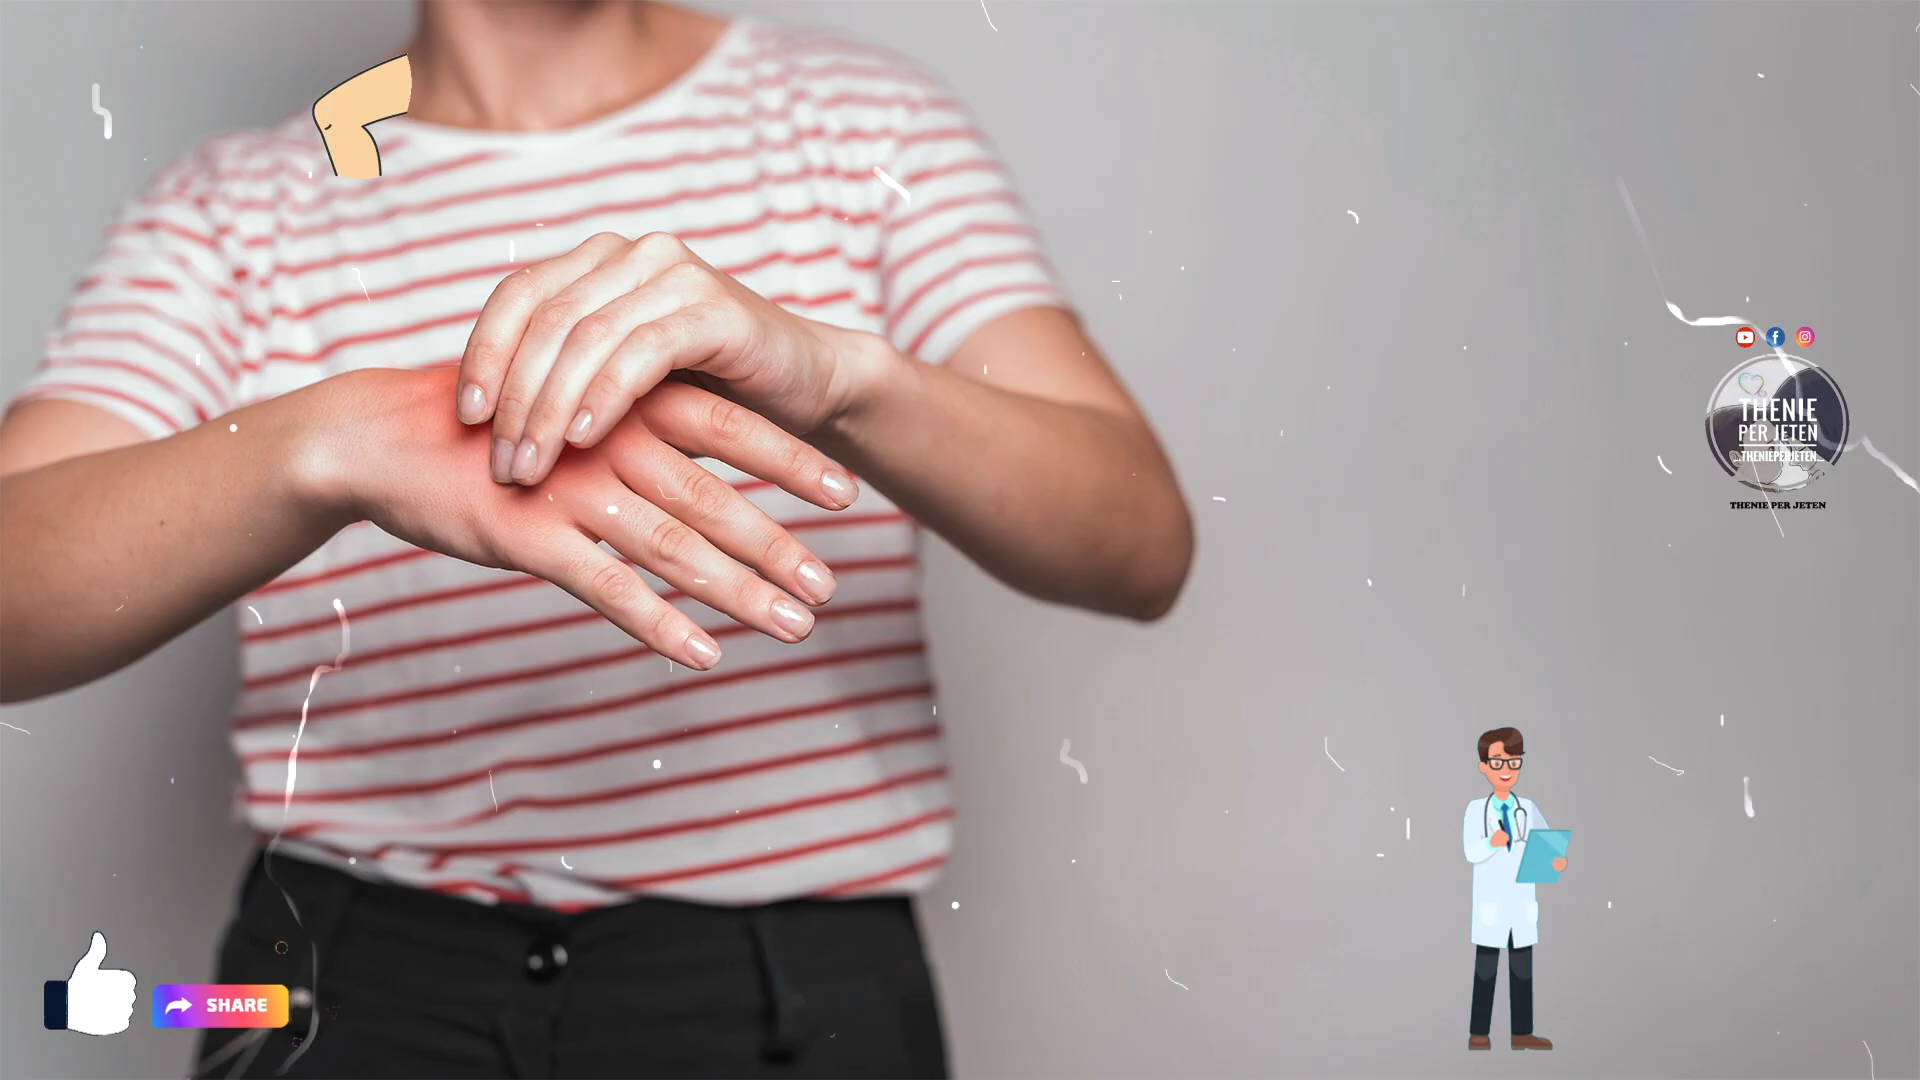 THENIE
PER JETEN
...THENIEPERJETEN...
THENIE PER JETEN
SHARE